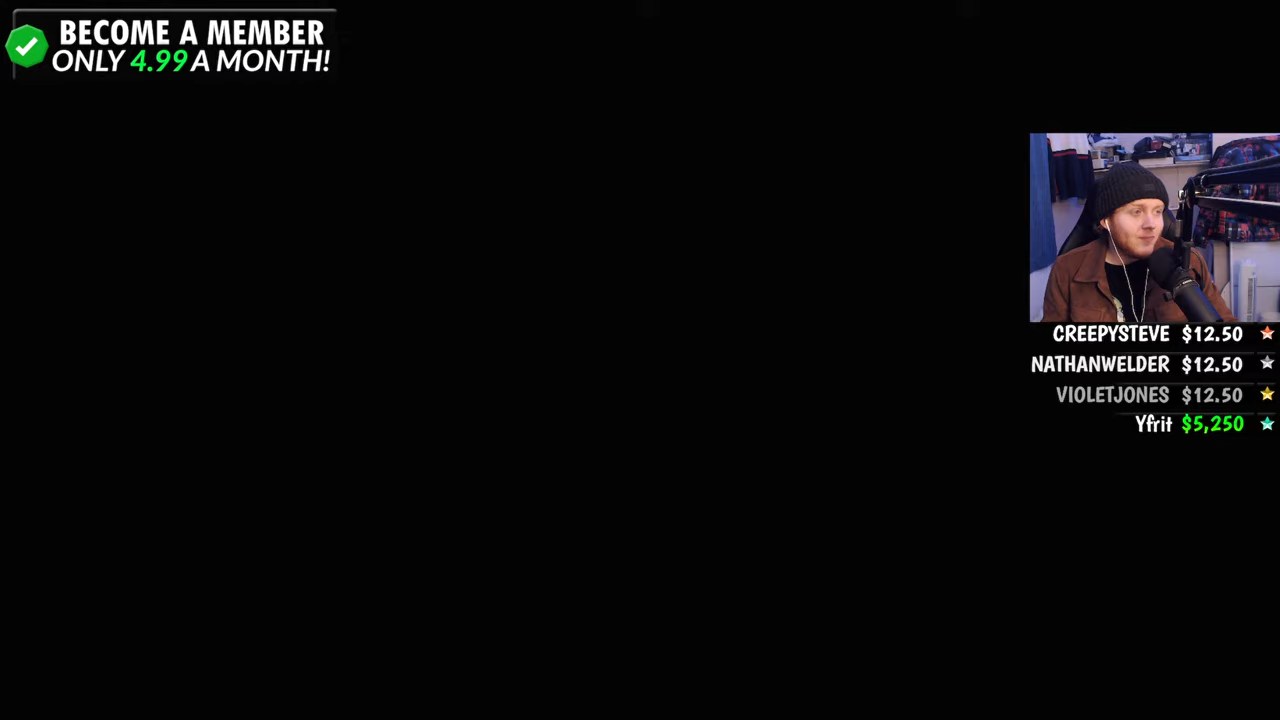 BECOME A MEMBER
ONLY 4.99 A MONTH!
CREEPYSTEVE $12.50
NATHANWELDER $12.50
VIOLETJONES $12.50
Yfrit $5,250